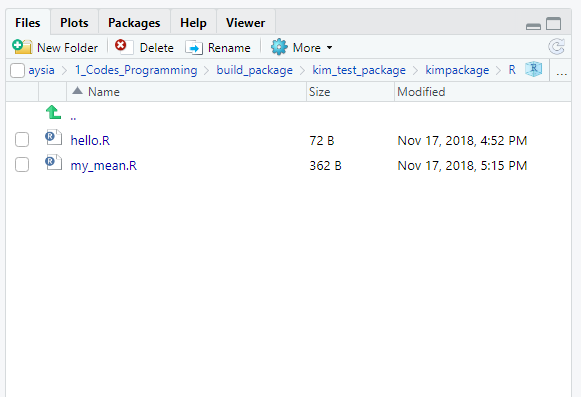 Files Plots Packages Help Viewer
New Folder Delete Rename More
aysia 1_Codes_Programming build_package kim_test_package kimpackage R ...
Name Size Modified
..
hello.R 72 B Nov 17, 2018, 4:52 PM
my_mean.R 362 B Nov 17, 2018, 5:15 PM